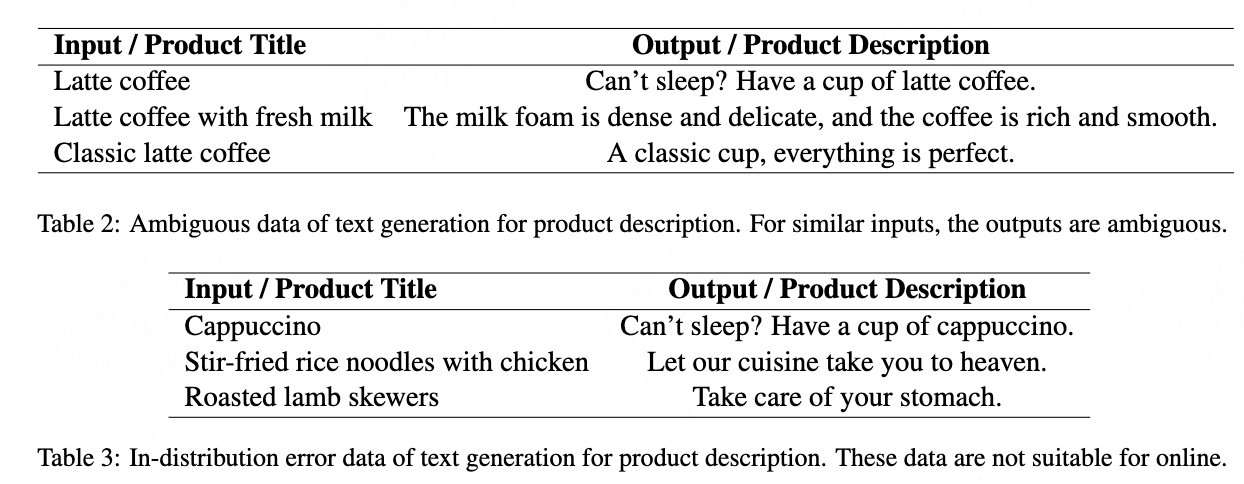 Input / Product Title Output / Product Description
Latte coffee Can't sleep? Have a cup of latte coffee.
Latte coffee with fresh milk The milk foam is dense and delicate, and the coffee is rich and smooth.
Classic latte coffee A classic cup, everything is perfect.
Table 2: Ambiguous data of text generation for product description. For similar inputs, the outputs are ambiguous.
Input / Product Title Output / Product Description
Cappuccino Can't sleep? Have a cup of cappuccino.
Stir-fried rice noodles with chicken Let our cuisine take you to heaven.
Roasted lamb skewers Take care of your stomach.
Table 3: In-distribution error data of text generation for product description. These data are not suitable for online.